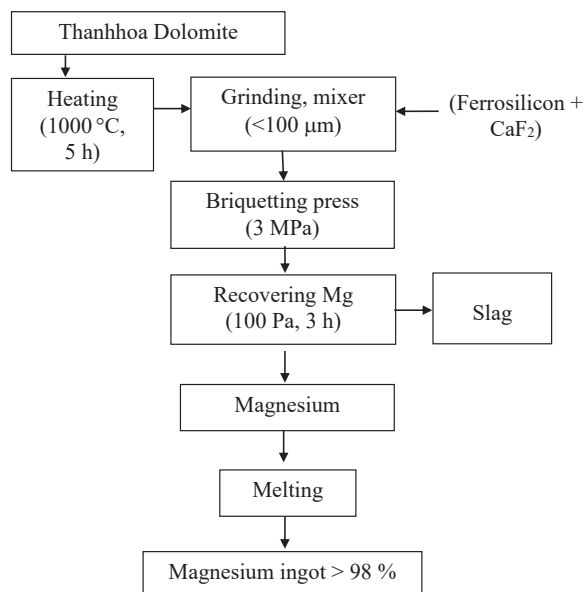 Thanhhoa Dolomite
Heating
(1000 °C,
5 h)
Grinding, mixer
(<100 μm)
(Ferrosilicon +
CaF₂)
Briquetting press
(3 MPa)
Recovering Mg
(100 Pa, 3 h)
Slag
Magnesium
Melting
Magnesium ingot > 98 %